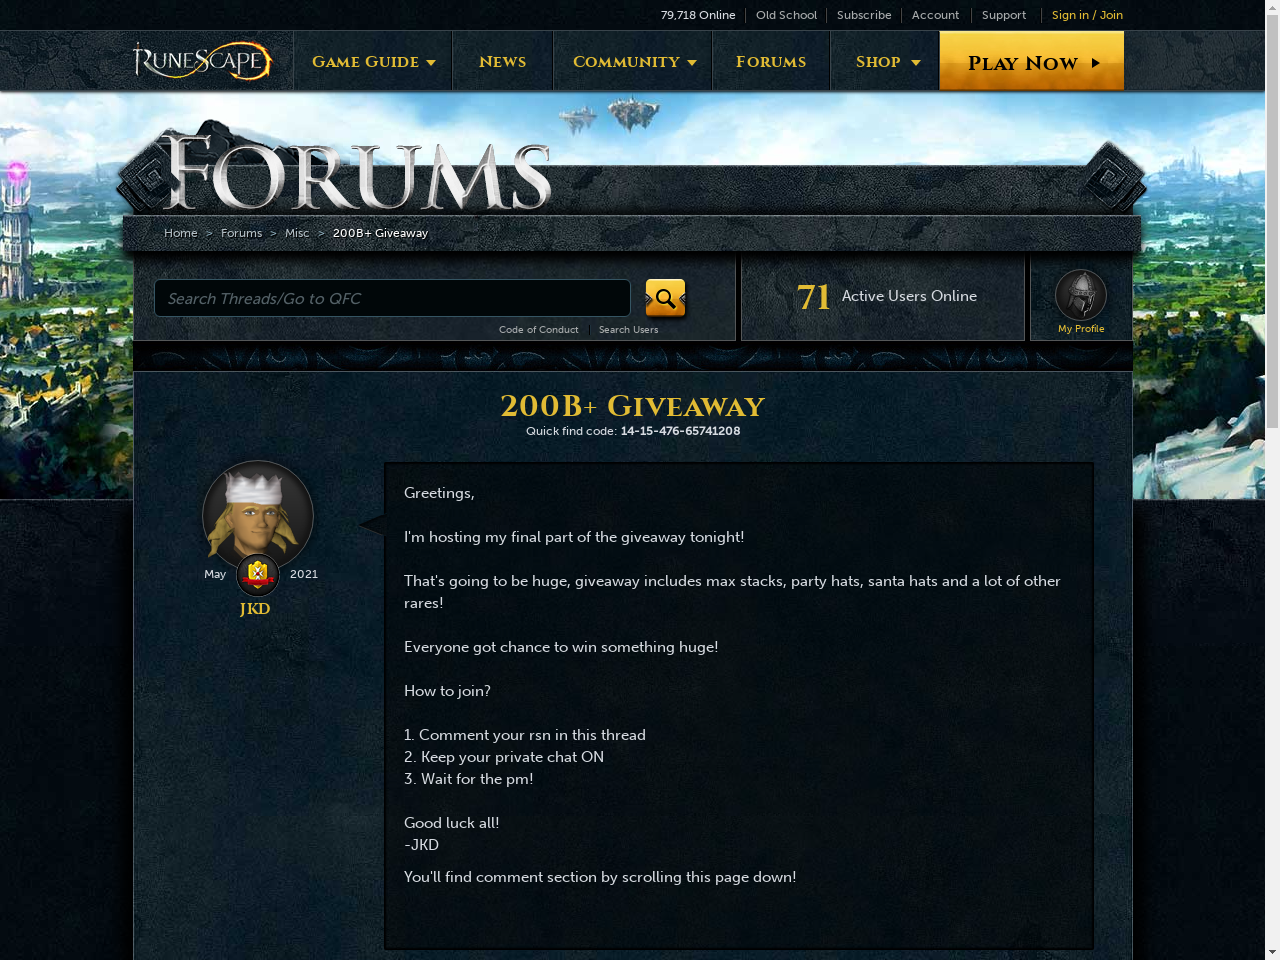 79,718 Online Old School Subscribe Account Support Sign in / Join
RuneScape Game Guide News Community Forums Shop Play Now
Forums
Home > Forums > Misc > 200B+ Giveaway
Search Threads/Go to QFC
71 Active Users Online
Code of Conduct Search Users
My Profile
200B+ Giveaway
Quick find code: 14-15-476-65741208
May 2021
JKD
Greetings,
I'm hosting my final part of the giveaway tonight!
That's going to be huge, giveaway includes max stacks, party hats, santa hats and a lot of other
rares!
Everyone got chance to win something huge!
How to join?
1. Comment your rsn in this thread
2. Keep your private chat ON
3. Wait for the pm!
Good luck all!
-JKD
You'll find comment section by scrolling this page down!